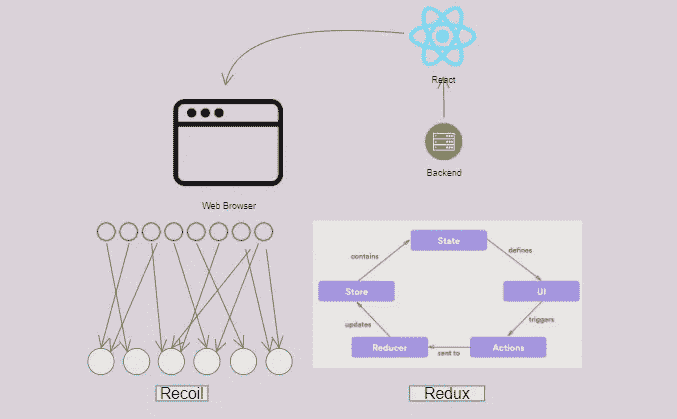 React
Backend
Web Browser
State
contains
defines
Store
UI
updates
triggers
Reducer
sent to
Actions
Recoil
Redux